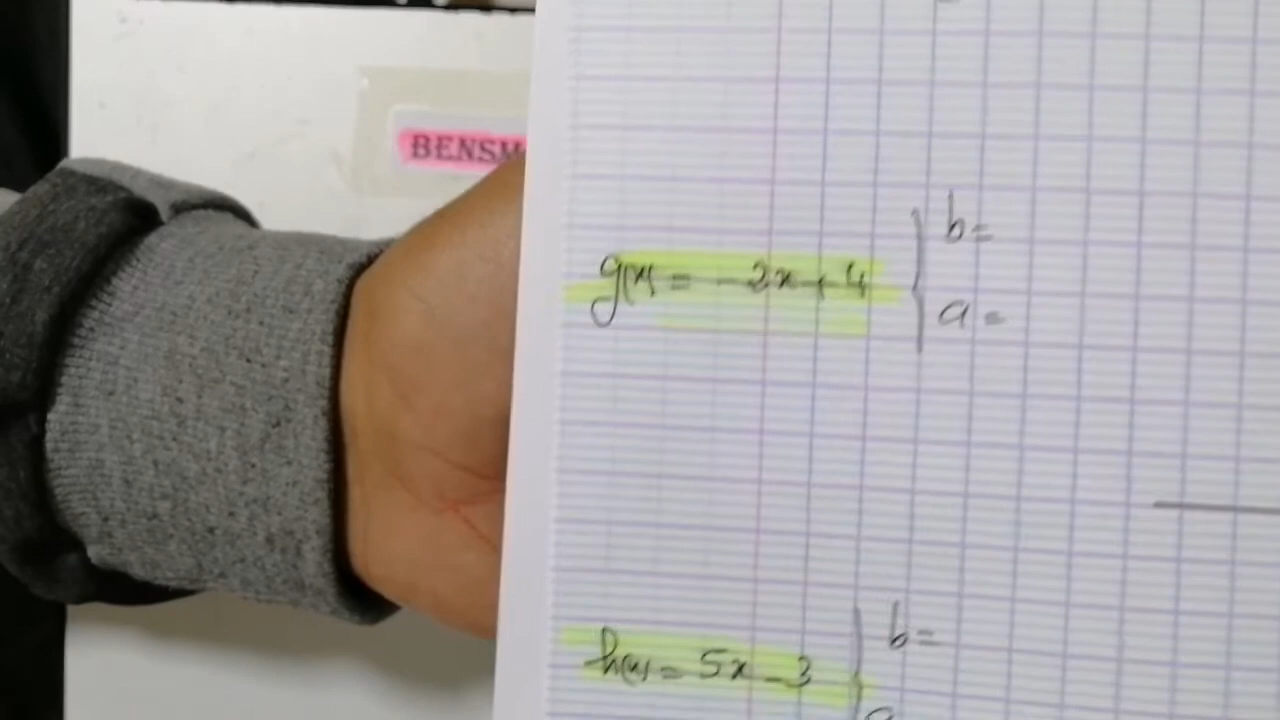 BENSM
g(x) = -2x + 4
b =
a =
h(x) = 5x - 3
b =
a